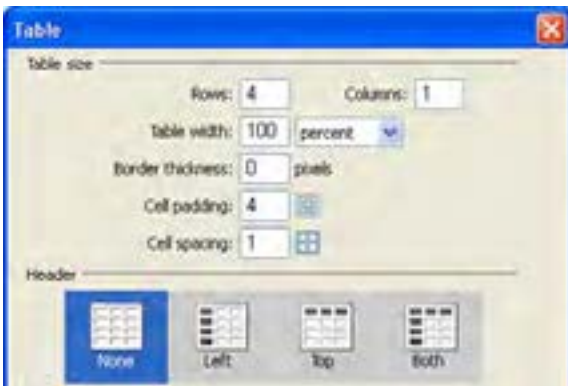 Table
Table size
Rows: 4 Columns: 1
Table width: 100 percent
Border thickness: 0 pixels
Cell padding: 4
Cell spacing: 1
Header
None Left Top Both